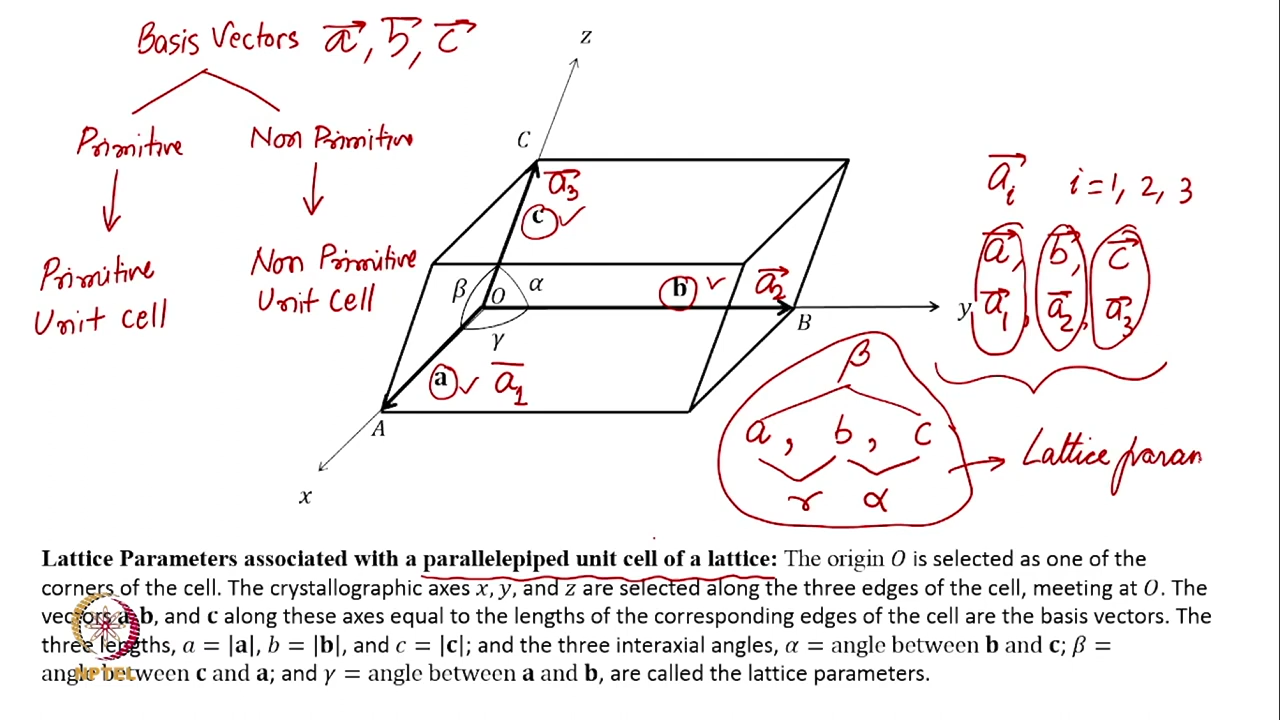 Basis Vectors a, b, c
Primitive
Non Primitive
Primitive
Unit cell
Non Primitive
Unit Cell
z
C
a3
c
β
O
α
γ
b
a2
B
y
a
a1
A
x
ai i=1, 2, 3
a, b, c
a1, a2, a3
β
a, b, c
γ α
Lattice param
Lattice Parameters associated with a parallelepiped unit cell of a lattice: The origin O is selected as one of the
corners of the cell. The crystallographic axes x, y, and z are selected along the three edges of the cell, meeting at O. The
vectors a, b, and c along these axes equal to the lengths of the corresponding edges of the cell are the basis vectors. The
three lengths, a = |a|, b = |b|, and c = |c|; and the three interaxial angles, α = angle between b and c; β =
angle between c and a; and γ = angle between a and b, are called the lattice parameters.
NPTEL